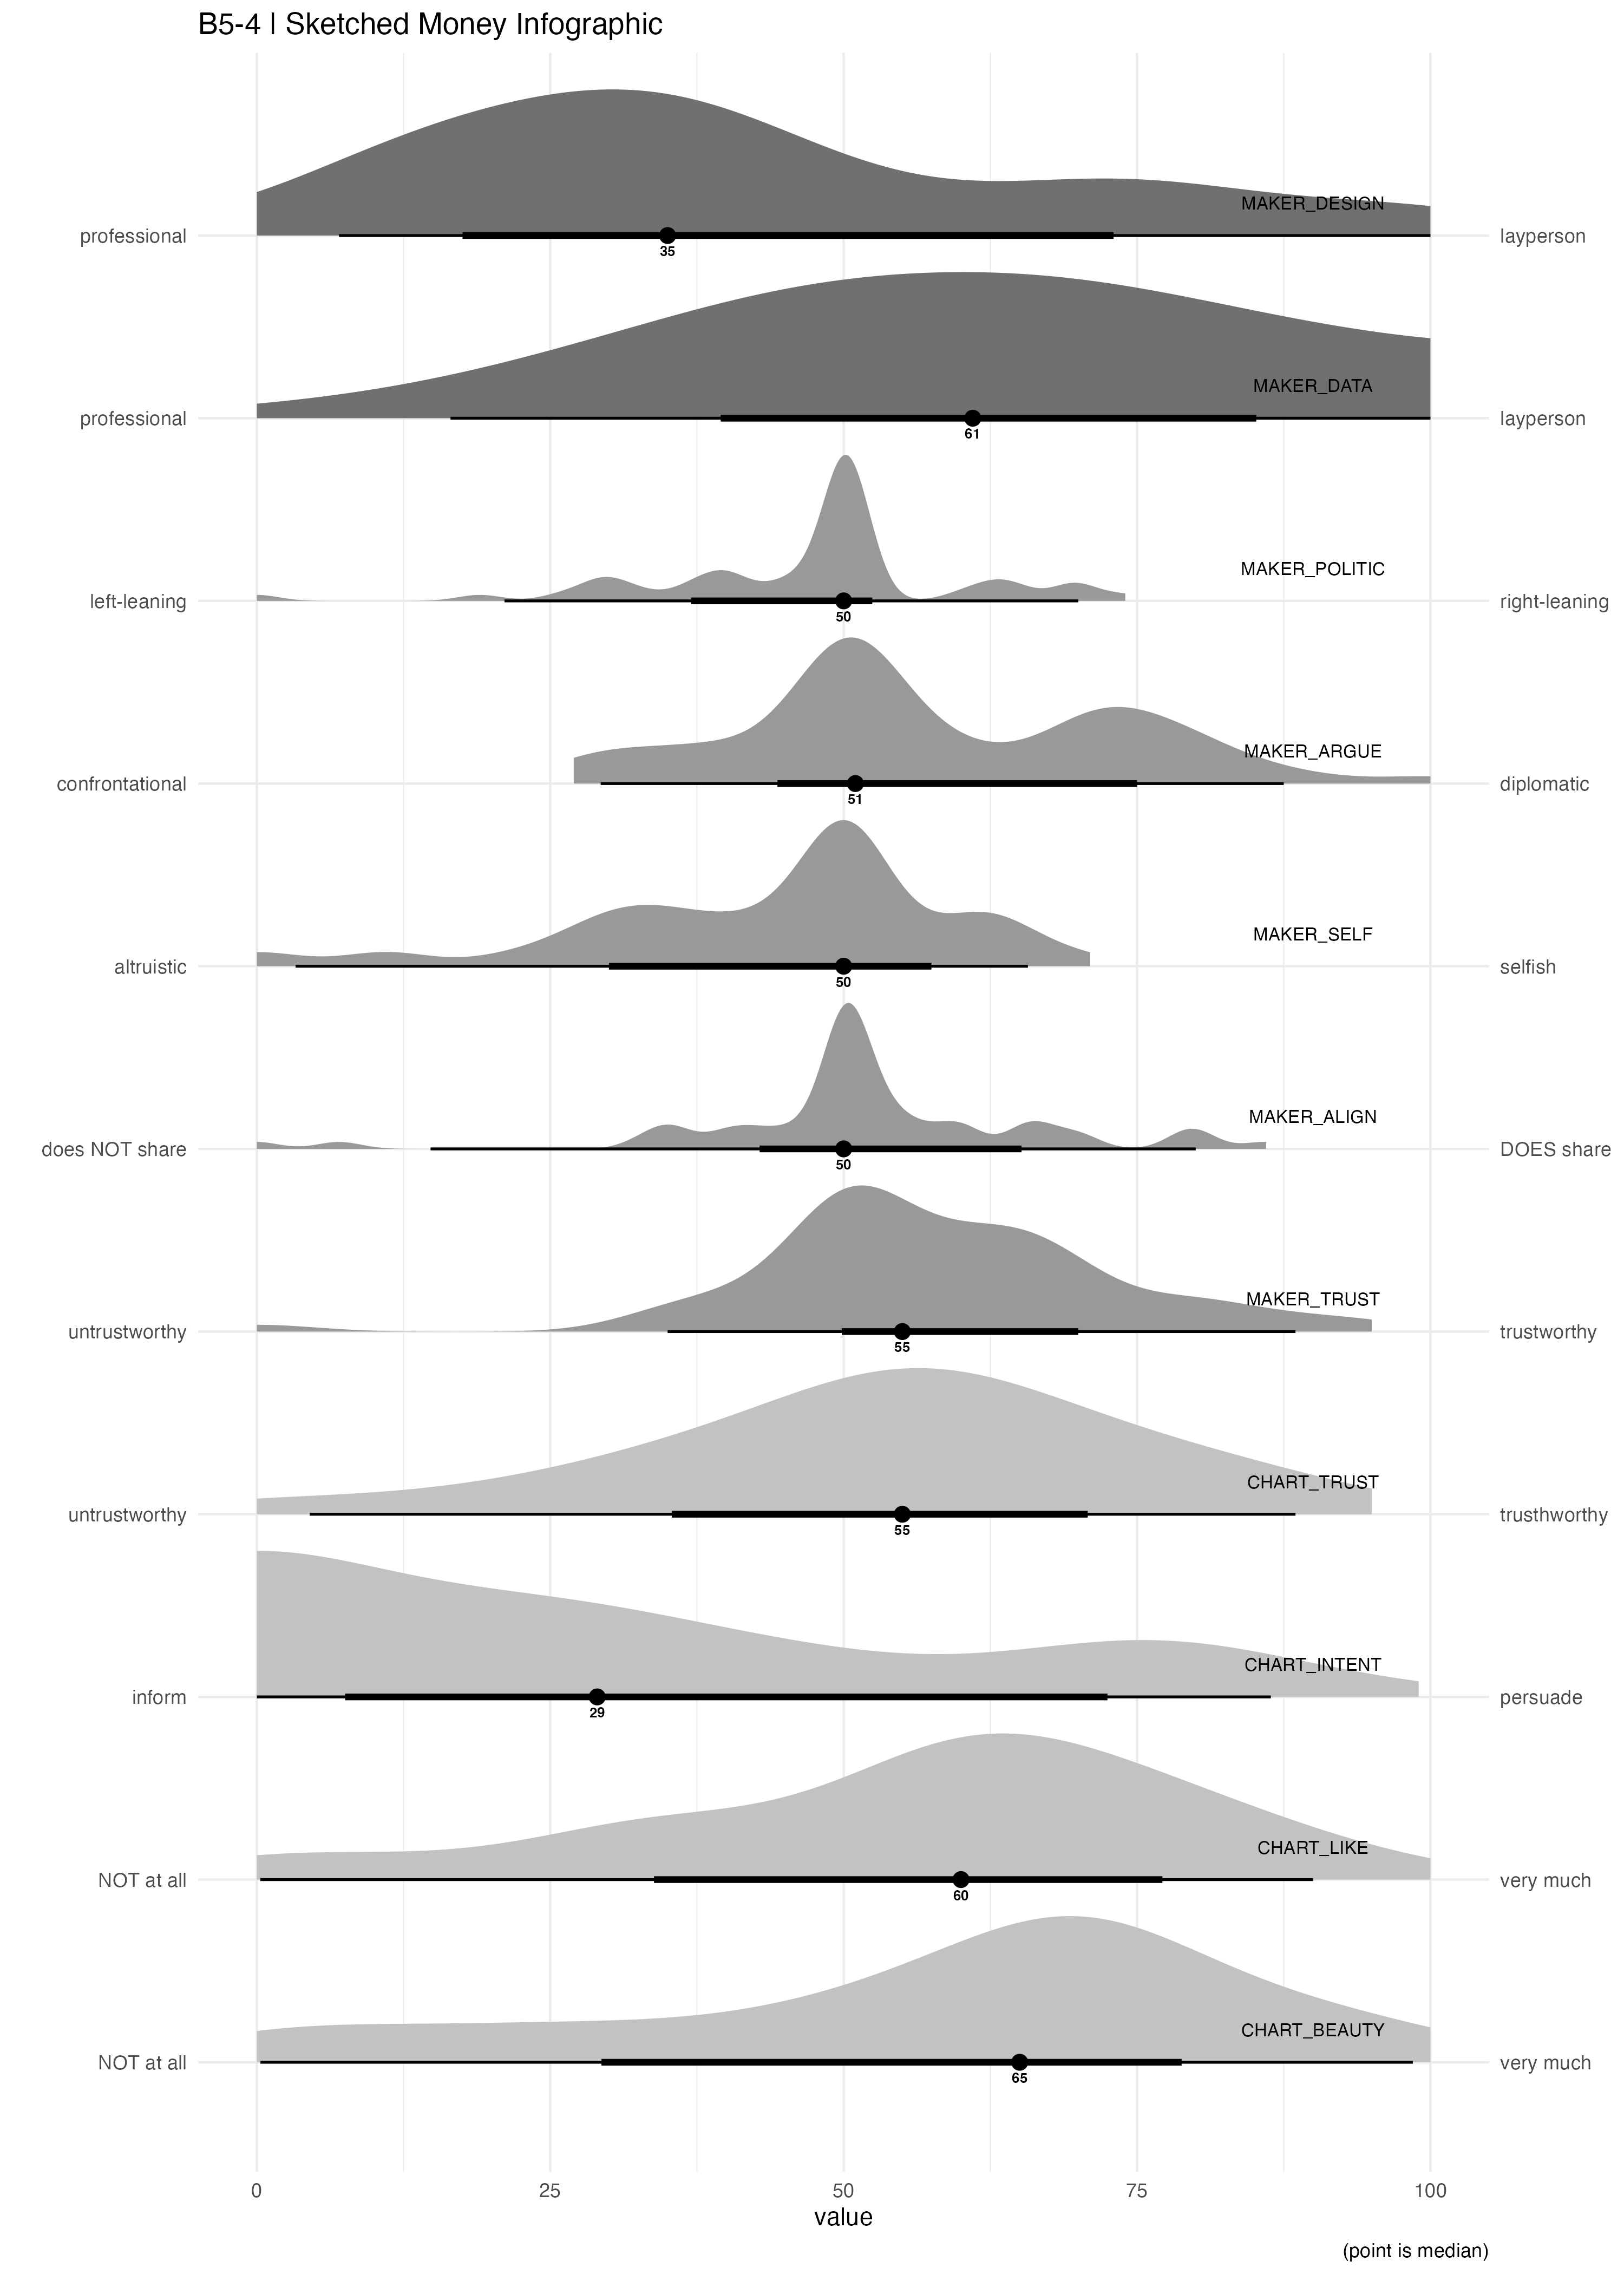 B5-4 | Sketched Money Infographic
MAKER_DESIGN
professional
layperson
35
MAKER_DATA
professional
layperson
61
MAKER_POLITIC
left-leaning
right-leaning
50
MAKER_ARGUE
confrontational
diplomatic
51
MAKER_SELF
altruistic
selfish
50
MAKER_ALIGN
does NOT share
DOES share
50
MAKER_TRUST
untrustworthy
trustworthy
55
CHART_TRUST
untrustworthy
trusthworthy
55
CHART_INTENT
inform
persuade
29
CHART_LIKE
NOT at all
very much
60
CHART_BEAUTY
NOT at all
very much
65
0 25 50 75 100
value
(point is median)